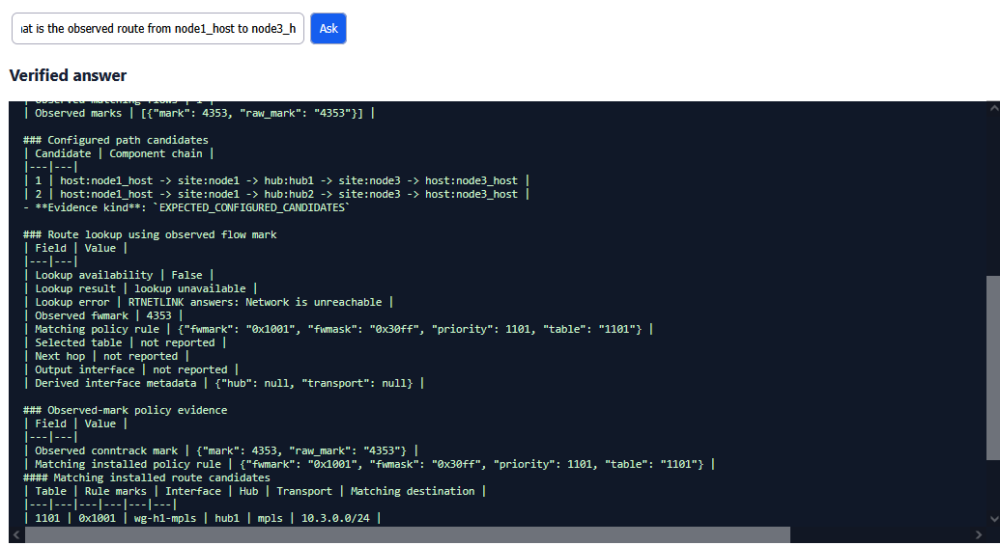 at is the observed route from node1_host to node3_h
Ask
Verified answer
| Observed matching flows | 1 |
| Observed marks | [{"mark": 4353, "raw_mark": "4353"}] |
### Configured path candidates
| Candidate | Component chain |
|---|---|
| 1 | host:node1_host -> site:node1 -> hub:hub1 -> site:node3 -> host:node3_host |
| 2 | host:node1_host -> site:node1 -> hub:hub2 -> site:node3 -> host:node3_host |
- **Evidence kind**: `EXPECTED_CONFIGURED_CANDIDATES`
### Route lookup using observed flow mark
| Field | Value |
|---|---|
| Lookup availability | False |
| Lookup result | lookup unavailable |
| Lookup error | RTNETLINK answers: Network is unreachable |
| Observed fwmark | 4353 |
| Matching policy rule | {"fwmark": "0x1001", "fwmask": "0x30ff", "priority": 1101, "table": "1101"} |
| Selected table | not reported |
| Next hop | not reported |
| Output interface | not reported |
| Derived interface metadata | {"hub": null, "transport": null} |
### Observed-mark policy evidence
| Field | Value |
|---|---|
| Observed conntrack mark | {"mark": 4353, "raw_mark": "4353"} |
| Matching installed policy rule | {"fwmark": "0x1001", "fwmask": "0x30ff", "priority": 1101, "table": "1101"} |
#### Matching installed route candidates
| Table | Rule marks | Interface | Hub | Transport | Matching destination |
|---|---|---|---|---|---|
| 1101 | 0x1001 | wg-h1-mpls | hub1 | mpls | 10.3.0.0/24 |